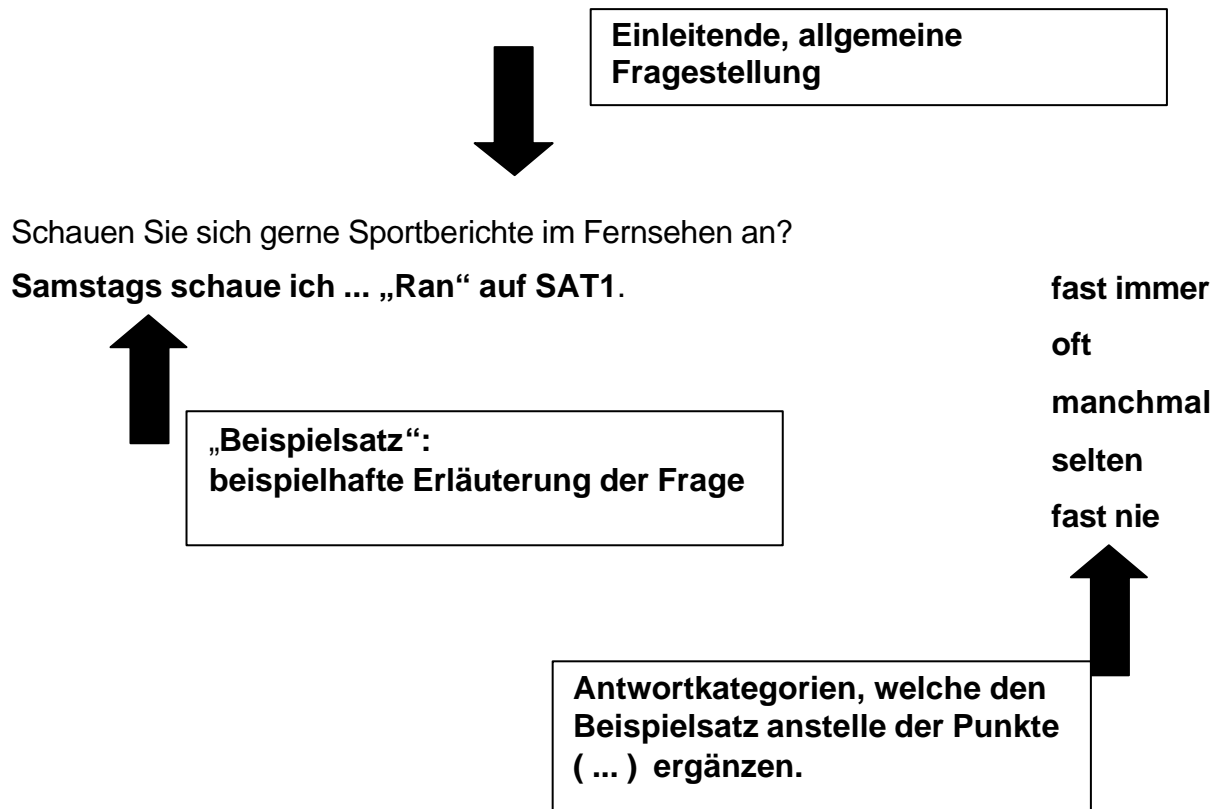 Einleitende, allgemeine
Fragestellung
Schauen Sie sich gerne Sportberichte im Fernsehen an?
Samstags schaue ich ... „Ran“ auf SAT1.
fast immer
oft
manchmal
selten
fast nie
„Beispielsatz“:
beispielhafte Erläuterung der Frage
Antwortkategorien, welche den
Beispielsatz anstelle der Punkte
( ... ) ergänzen.